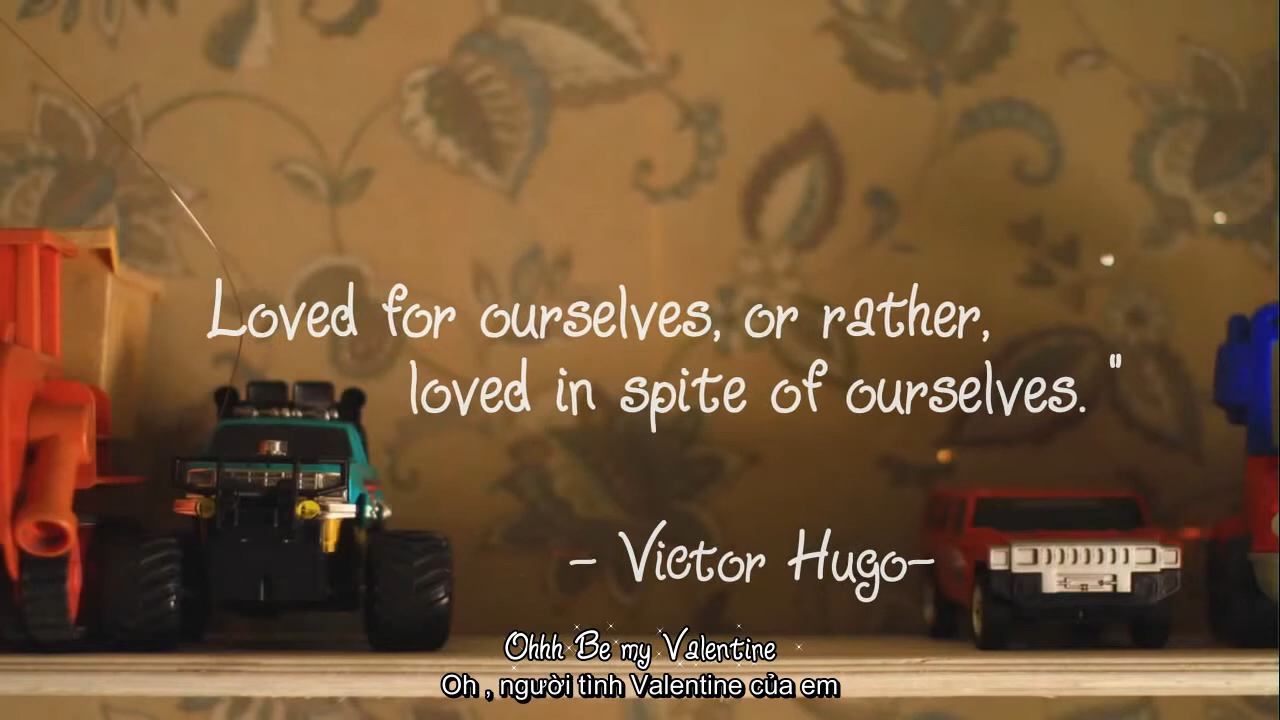 Loved for ourselves, or rather,
loved in spite of ourselves. "
- Victor Hugo-
Ohhh Be my Valentine
Oh , người tình Valentine của em